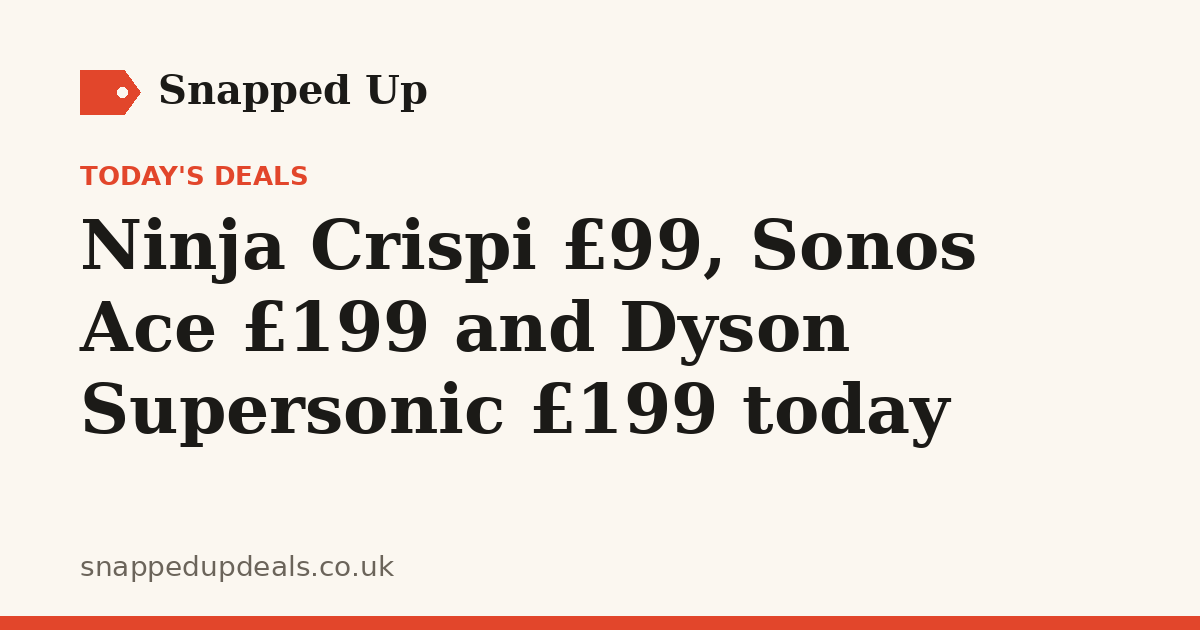 Snapped Up
TODAY'S DEALS
Ninja Crispi £99, Sonos
Ace £199 and Dyson
Supersonic £199 today
snappedupdeals.co.uk